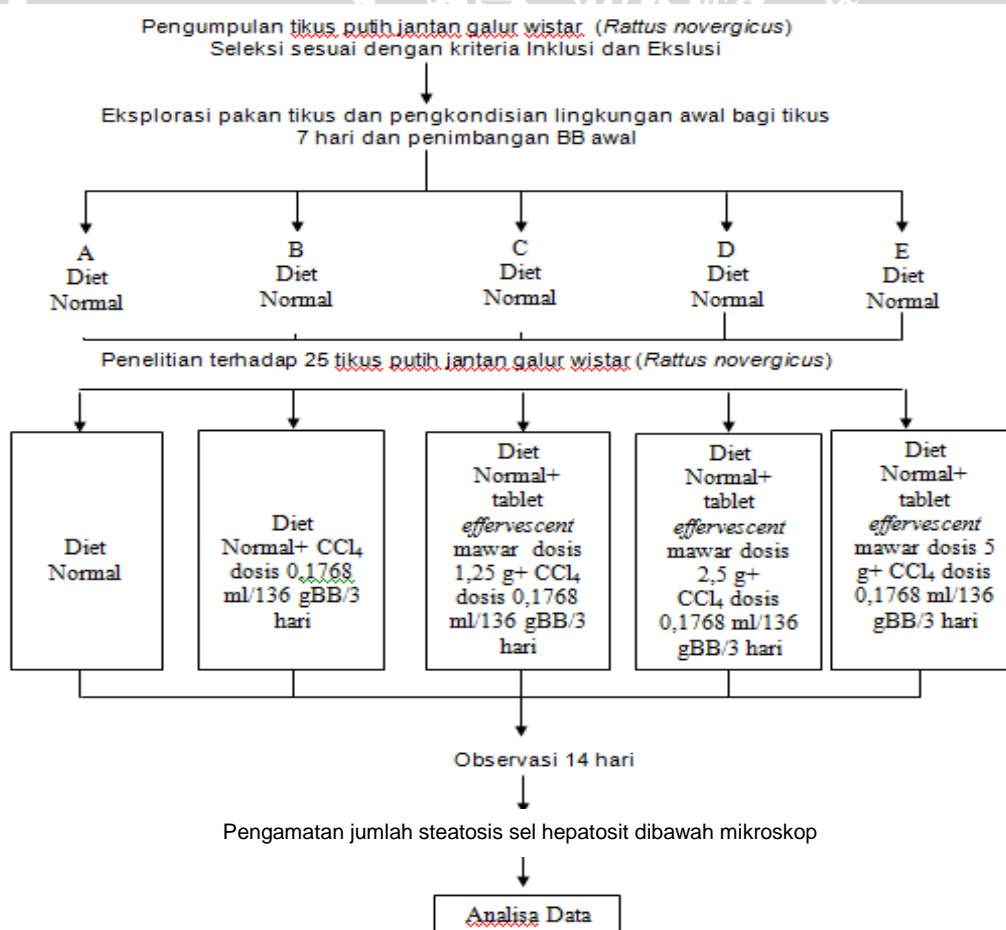 Pengumpulan tikus putih jantan galur wistar (Rattus novergicus)
Seleksi sesuai dengan kriteria Inklusi dan Ekslusi
Eksplorasi pakan tikus dan pengkondisian lingkungan awal bagi tikus
7 hari dan penimbangan BB awal
A
Diet
Normal
B
Diet
Normal
C
Diet
Normal
D
Diet
Normal
E
Diet
Normal
Penelitian terhadap 25 tikus putih jantan galur wistar (Rattus novergicus)
Diet
Normal
Diet
Normal+ CCl₄
dosis 0,1768
ml/136 gBB/3
hari
Diet
Normal+
tablet
effervescent
mawar dosis
1,25 g+ CCl₄
dosis 0,1768
ml/136 gBB/3
hari
Diet
Normal+
tablet
effervescent
mawar dosis
2,5 g+
CCl₄ dosis
0,1768 ml/136
gBB/3 hari
Diet
Normal+
tablet
effervescent
mawar dosis 5
g+ CCl₄ dosis
0,1768 ml/136
gBB/3 hari
Observasi 14 hari
Pengamatan jumlah steatosis sel hepatosit dibawah mikroskop
Analisa Data